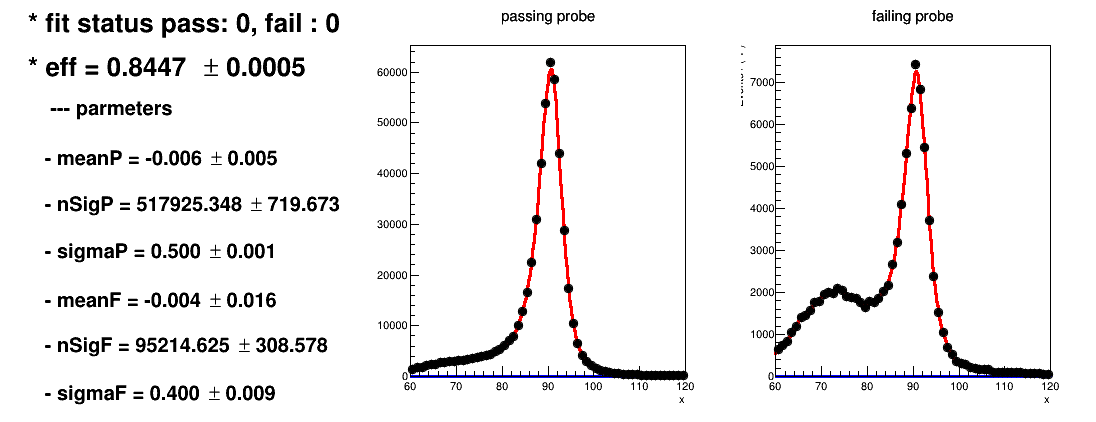 * fit status pass: 0, fail : 0
* eff = 0.8447 ± 0.0005
--- parmeters
- meanP = -0.006 ± 0.005
- nSigP = 517925.348 ± 719.673
- sigmaP = 0.500 ± 0.001
- meanF = -0.004 ± 0.016
- nSigF = 95214.625 ± 308.578
- sigmaF = 0.400 ± 0.009
passing probe
60000
50000
40000
30000
20000
10000
0
60 70 80 90 100 110 120
x
failing probe
7000
6000
5000
4000
3000
2000
1000
0
60 70 80 90 100 110 120
x